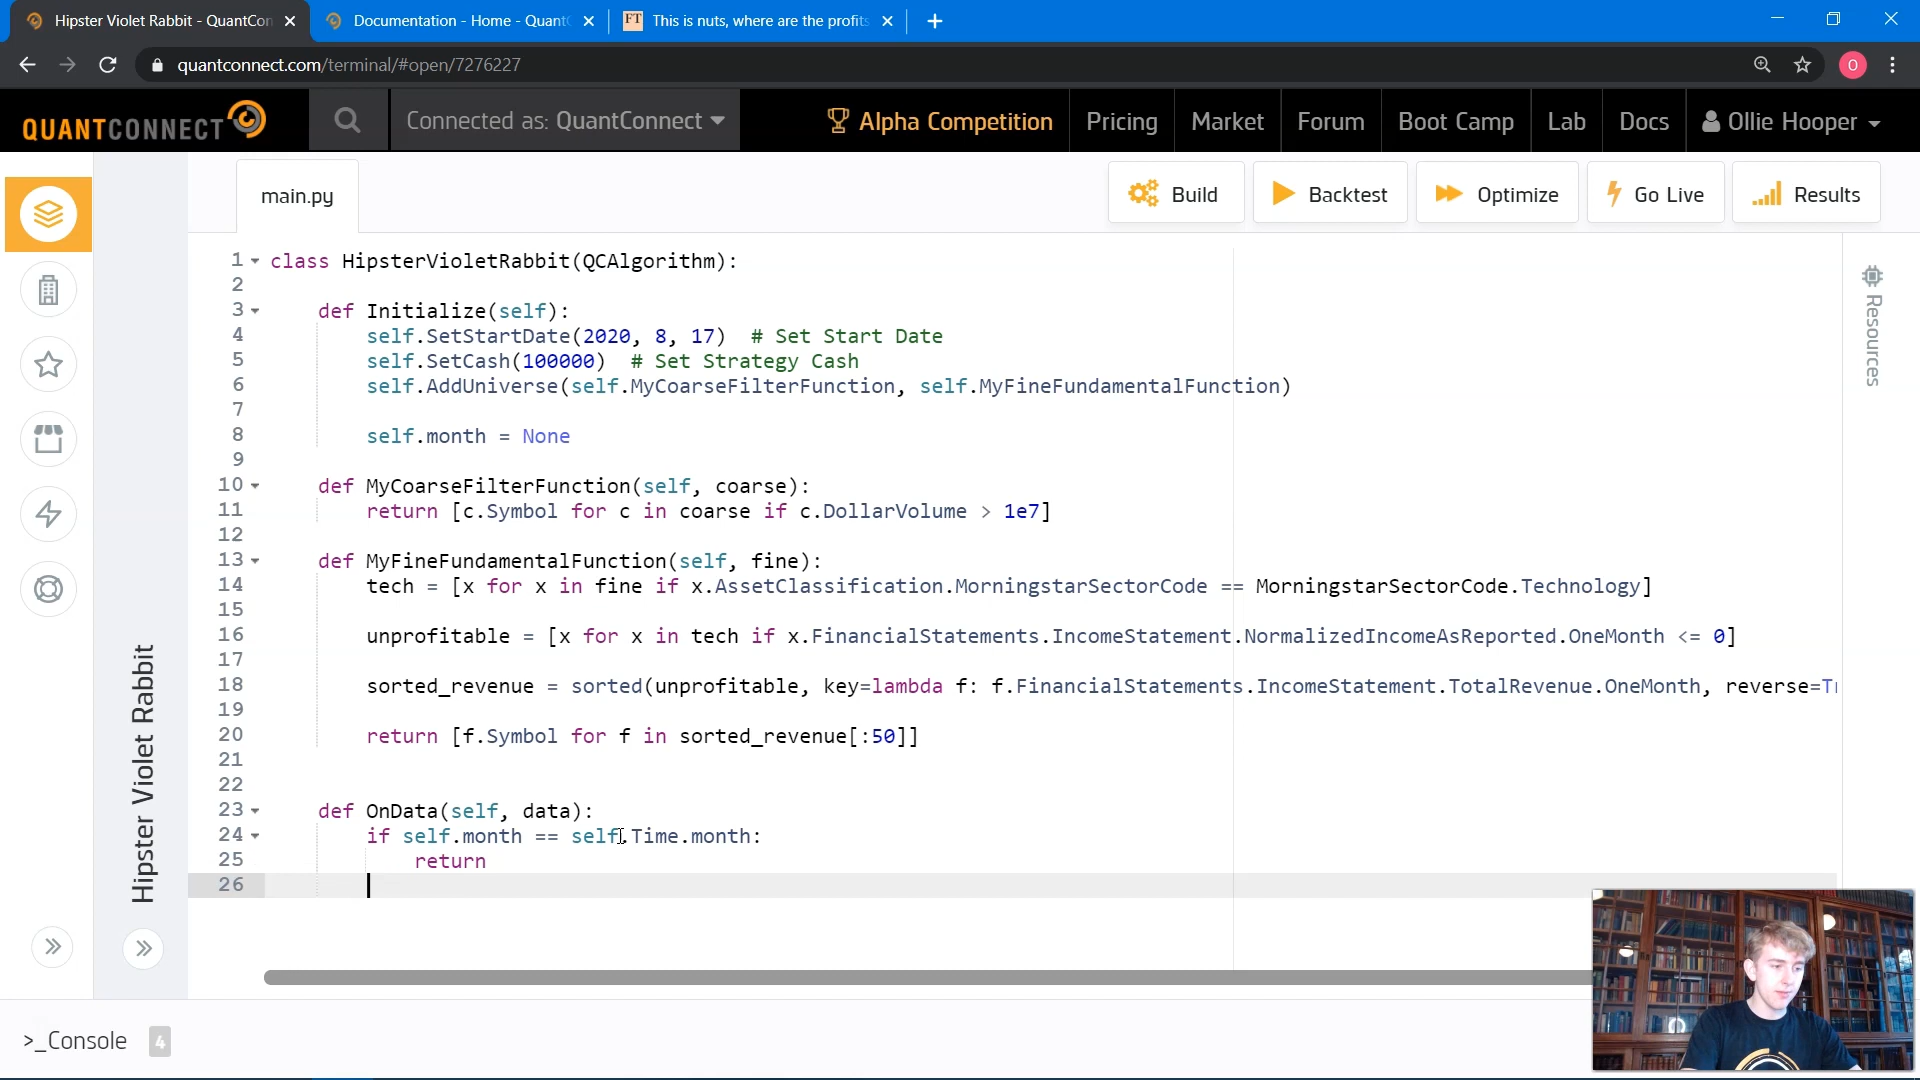 Hipster Violet Rabbit - QuantCon
Documentation - Home - Quant
FT This is nuts, where are the profits
quantconnect.com/terminal/#open/7276227
O
QUANTCONNECT
Connected as: QuantConnect
Alpha Competition
Pricing
Market
Forum
Boot Camp
Lab
Docs
Ollie Hooper
main.py
Build
Backtest
Optimize
Go Live
Results
1 class HipsterVioletRabbit(QCAlgorithm):
2
3 def Initialize(self):
4 self.SetStartDate(2020, 8, 17) # Set Start Date
5 self.SetCash(100000) # Set Strategy Cash
6 self.AddUniverse(self.MyCoarseFilterFunction, self.MyFineFundamentalFunction)
7
8 self.month = None
9
10 def MyCoarseFilterFunction(self, coarse):
11 return [c.Symbol for c in coarse if c.DollarVolume > 1e7]
12
13 def MyFineFundamentalFunction(self, fine):
14 tech = [x for x in fine if x.AssetClassification.MorningstarSectorCode == MorningstarSectorCode.Technology]
15
16 unprofitable = [x for x in tech if x.FinancialStatements.IncomeStatement.NormalizedIncomeAsReported.OneMonth <= 0]
17
18 sorted_revenue = sorted(unprofitable, key=lambda f: f.FinancialStatements.IncomeStatement.TotalRevenue.OneMonth, reverse=T
19
20 return [f.Symbol for f in sorted_revenue[:50]]
21
22
23 def OnData(self, data):
24 if self.month == self.Time.month:
25 return
26
Resources
Hipster Violet Rabbit
>_Console 4